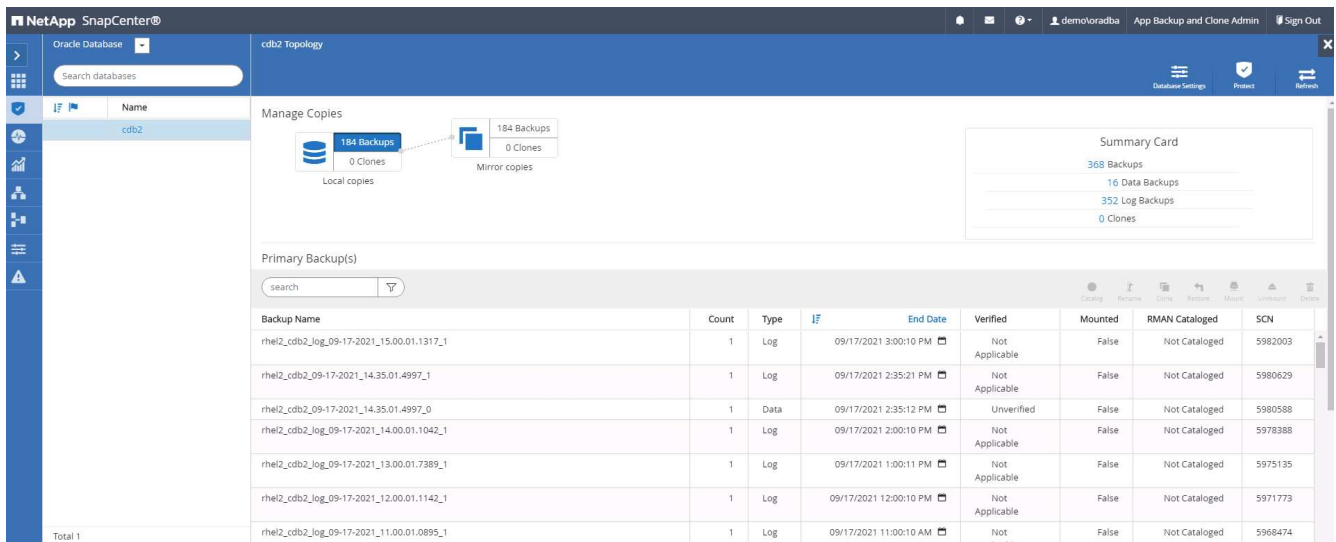 NetApp SnapCenter®
demo\oradba App Backup and Clone Admin Sign Out
Oracle Database
cdb2 Topology
Search databases
Database Settings Protect Refresh
Name
cdb2
Manage Copies
184 Backups
0 Clones
Local copies
184 Backups
0 Clones
Mirror copies
Summary Card
368 Backups
16 Data Backups
352 Log Backups
0 Clones
Primary Backup(s)
search
Catalog Rename Clone Restore Mount Unmount Delete
Backup Name Count Type End Date Verified Mounted RMAN Cataloged SCN
rhel2_cdb2_log_09-17-2021_15.00.01.1317_1 1 Log 09/17/2021 3:00:10 PM Not Applicable False Not Cataloged 5982003
rhel2_cdb2_09-17-2021_14.35.01.4997_1 1 Log 09/17/2021 2:35:21 PM Not Applicable False Not Cataloged 5980629
rhel2_cdb2_09-17-2021_14.35.01.4997_0 1 Data 09/17/2021 2:35:12 PM Unverified False Not Cataloged 5980588
rhel2_cdb2_log_09-17-2021_14.00.01.1042_1 1 Log 09/17/2021 2:00:10 PM Not Applicable False Not Cataloged 5978388
rhel2_cdb2_log_09-17-2021_13.00.01.7389_1 1 Log 09/17/2021 1:00:11 PM Not Applicable False Not Cataloged 5975135
rhel2_cdb2_log_09-17-2021_12.00.01.1142_1 1 Log 09/17/2021 12:00:10 PM Not Applicable False Not Cataloged 5971773
rhel2_cdb2_log_09-17-2021_11.00.01.0895_1 1 Log 09/17/2021 11:00:10 AM Not False Not Cataloged 5968474
Total 1